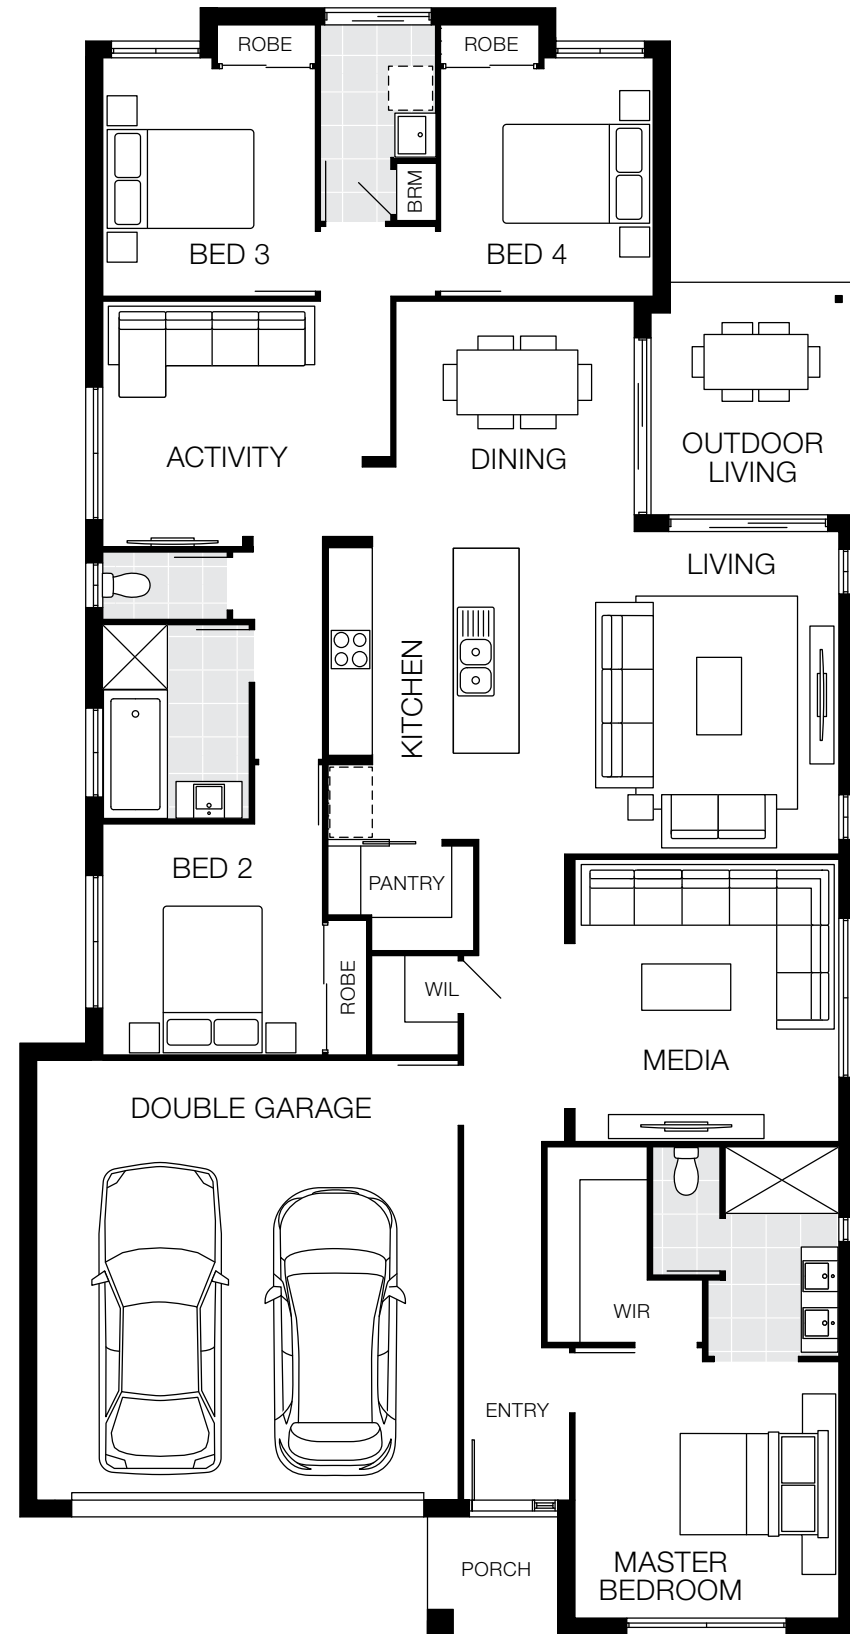 ROBE
ROBE
BRM
BED 3
BED 4
ACTIVITY
DINING
OUTDOOR
LIVING
LIVING
KITCHEN
BED 2
PANTRY
ROBE
WIL
MEDIA
DOUBLE GARAGE
WIR
ENTRY
PORCH
MASTER
BEDROOM